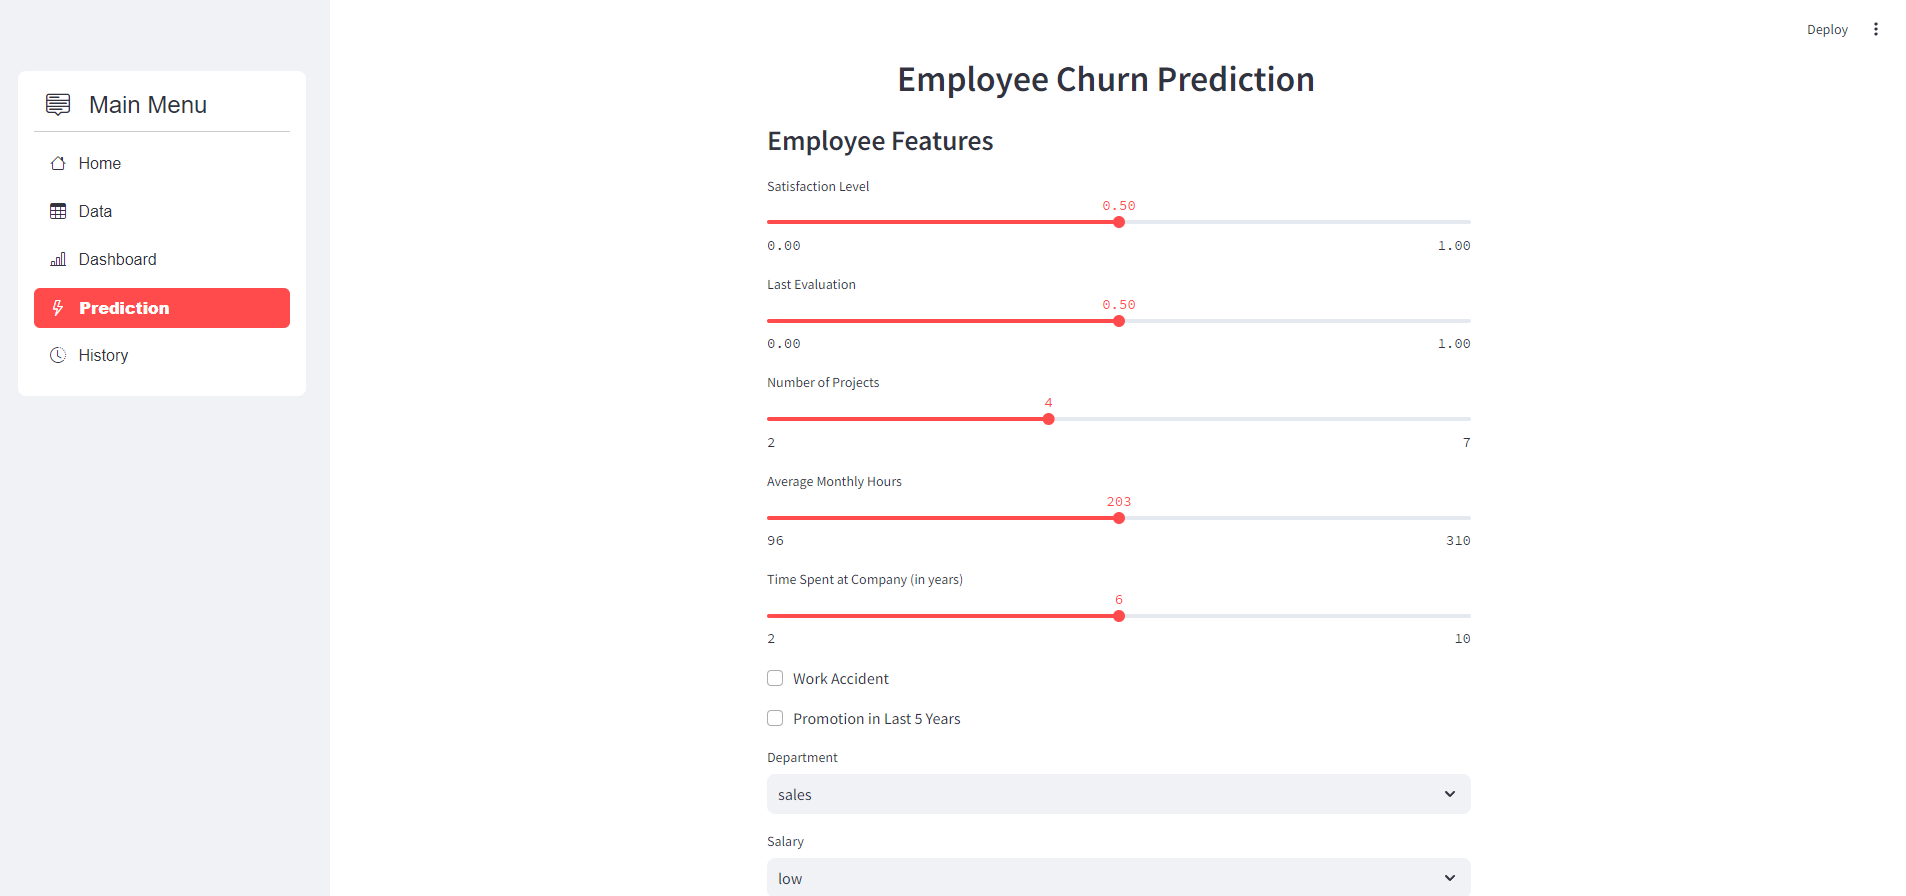 Deploy
Main Menu
Home
Data
Dashboard
Prediction
History
Employee Churn Prediction
Employee Features
Satisfaction Level
0.50
0.00 1.00
Last Evaluation
0.50
0.00 1.00
Number of Projects
4
2 7
Average Monthly Hours
203
96 310
Time Spent at Company (in years)
6
2 10
Work Accident
Promotion in Last 5 Years
Department
sales
Salary
low